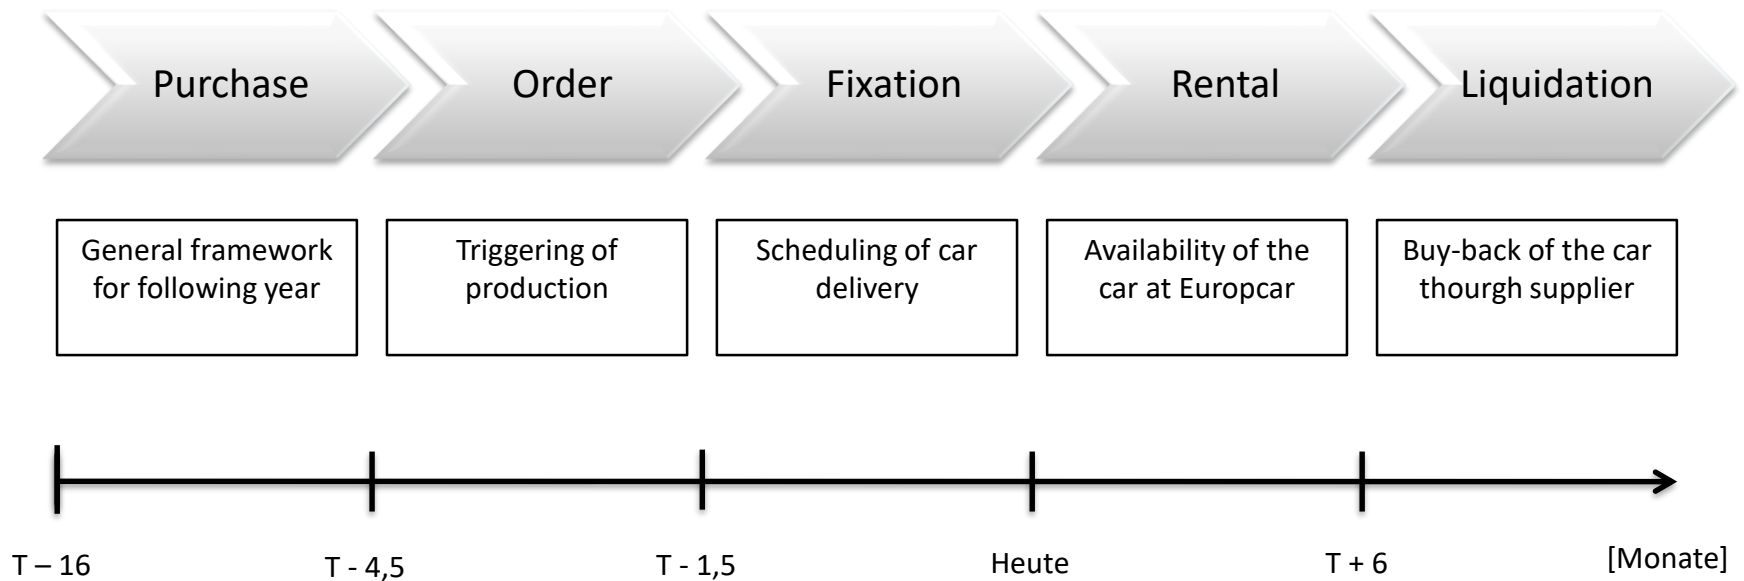 Purchase
Order
Fixation
Rental
Liquidation
General framework
for following year
Triggering of
production
Scheduling of car
delivery
Availability of the
car at Europcar
Buy-back of the car
thourgh supplier
T – 16
T - 4,5
T - 1,5
Heute
T + 6
[Monate]